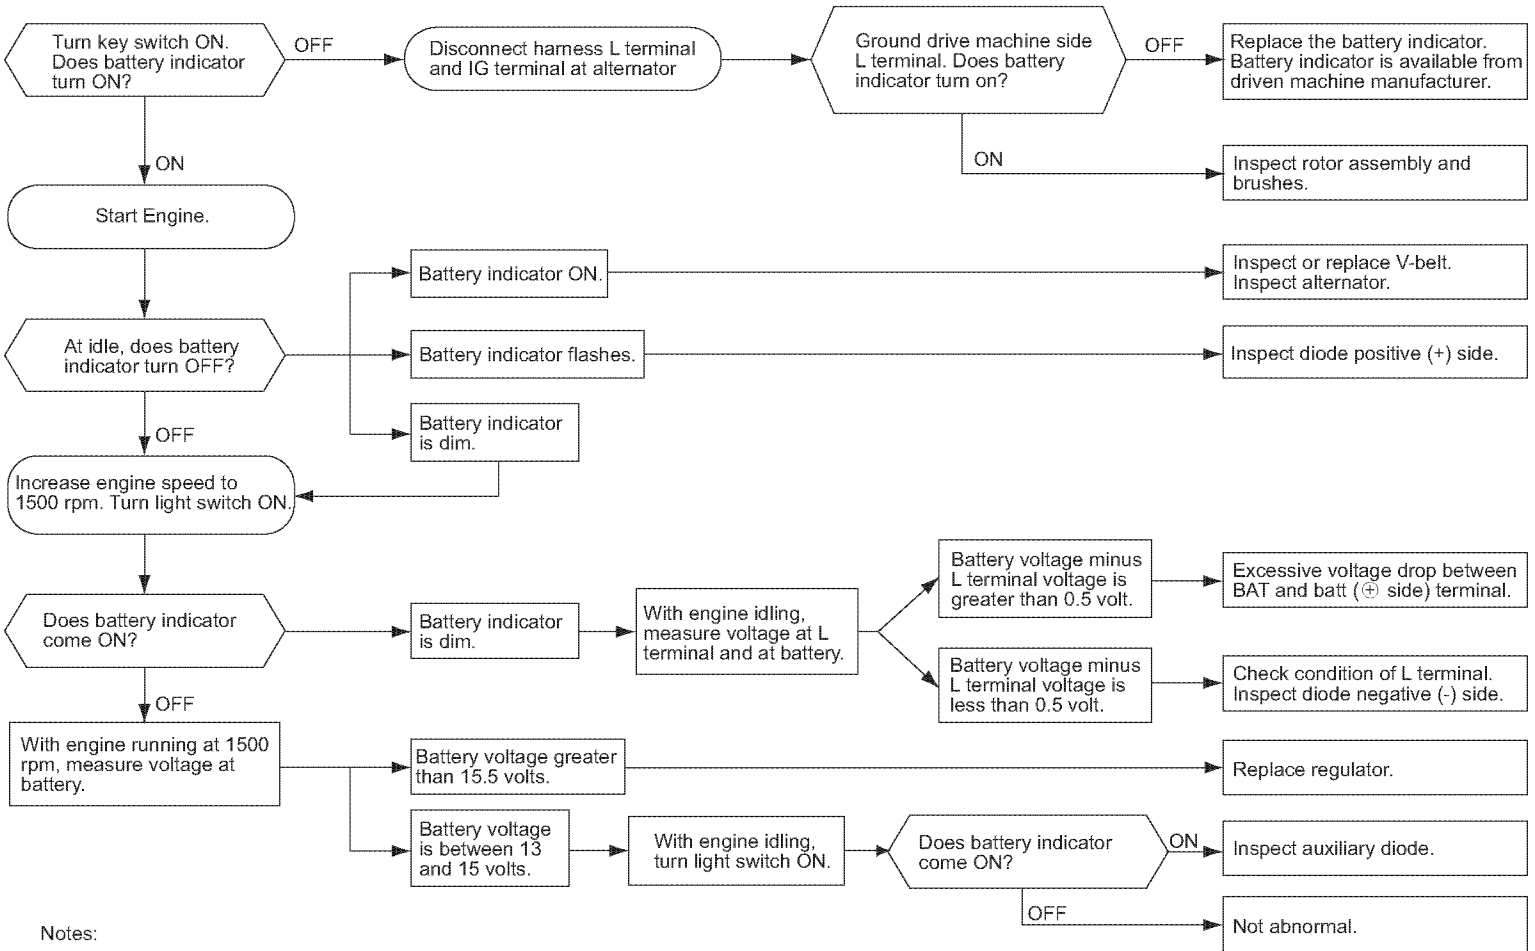 Turn key switch ON.
Does battery indicator
turn ON?
OFF
Disconnect harness L terminal
and IG terminal at alternator
Ground drive machine side
L terminal. Does battery
indicator turn on?
OFF
Replace the battery indicator.
Battery indicator is available from
driven machine manufacturer.
ON
ON
Inspect rotor assembly and
brushes.
Start Engine.
Battery indicator ON.
Inspect or replace V-belt.
Inspect alternator.
At idle, does battery
indicator turn OFF?
Battery indicator flashes.
Inspect diode positive (+) side.
Battery indicator
is dim.
OFF
Increase engine speed to
1500 rpm. Turn light switch ON.
Does battery indicator
come ON?
Battery indicator
is dim.
With engine idling,
measure voltage at L
terminal and at battery.
Battery voltage minus
L terminal voltage is
greater than 0.5 volt.
Excessive voltage drop between
BAT and batt (⊕ side) terminal.
Battery voltage minus
L terminal voltage is
less than 0.5 volt.
Check condition of L terminal.
Inspect diode negative (-) side.
OFF
With engine running at 1500
rpm, measure voltage at
battery.
Battery voltage greater
than 15.5 volts.
Replace regulator.
Battery voltage
is between 13
and 15 volts.
With engine idling,
turn light switch ON.
Does battery indicator
come ON?
ON
Inspect auxiliary diode.
OFF
Not abnormal.
Notes: